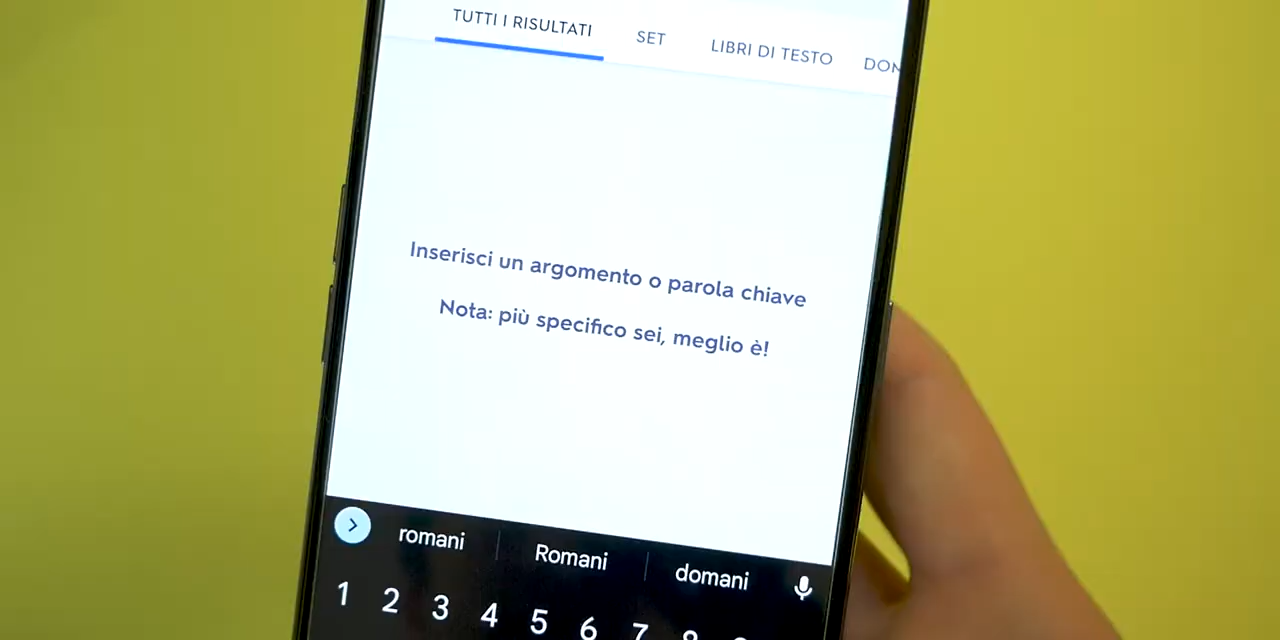 TUTTI I RISULTATI SET LIBRI DI TESTO
Inserisci un argomento o parola chiave
Nota: più specifico sei, meglio è!
romani Romani domani
1 2 3 4 5 6 7